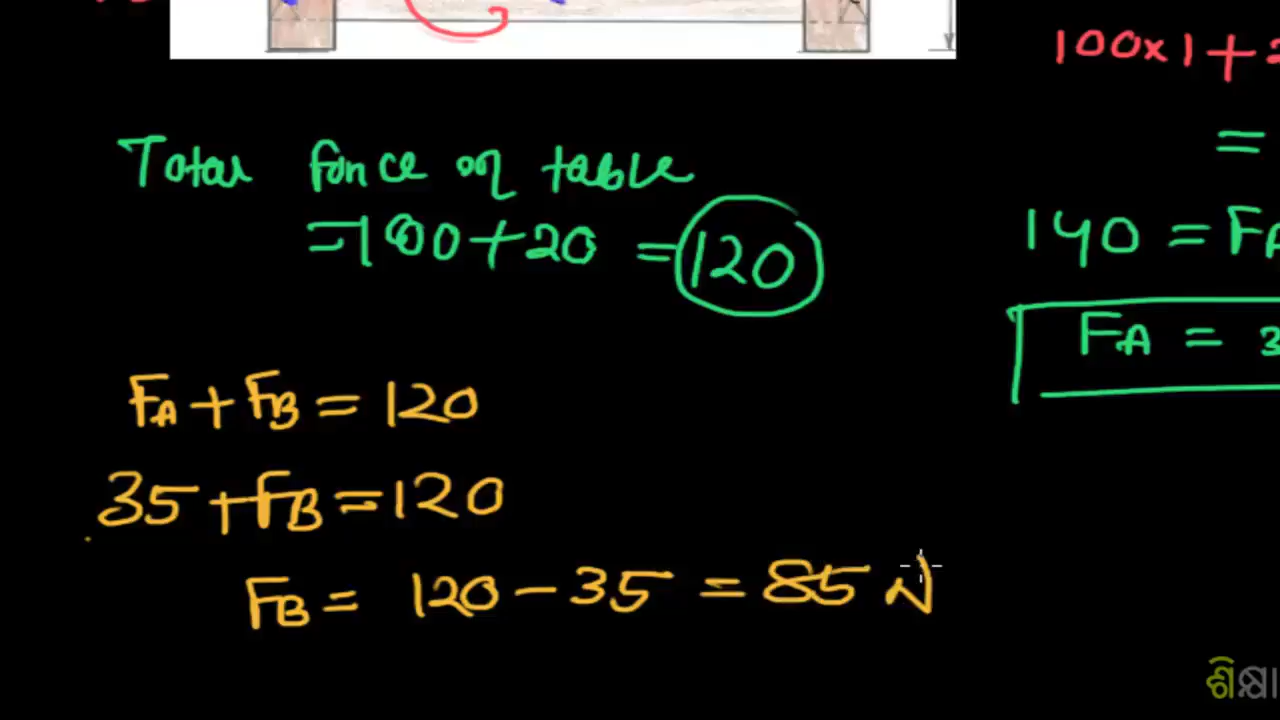 Total force on table
=100+20 = 120
FA + FB = 120
35 + FB = 120
FB = 120 - 35 = 85 N
100x1 +
=
140 = FA
FA = 3
ଶିକ୍ଷା